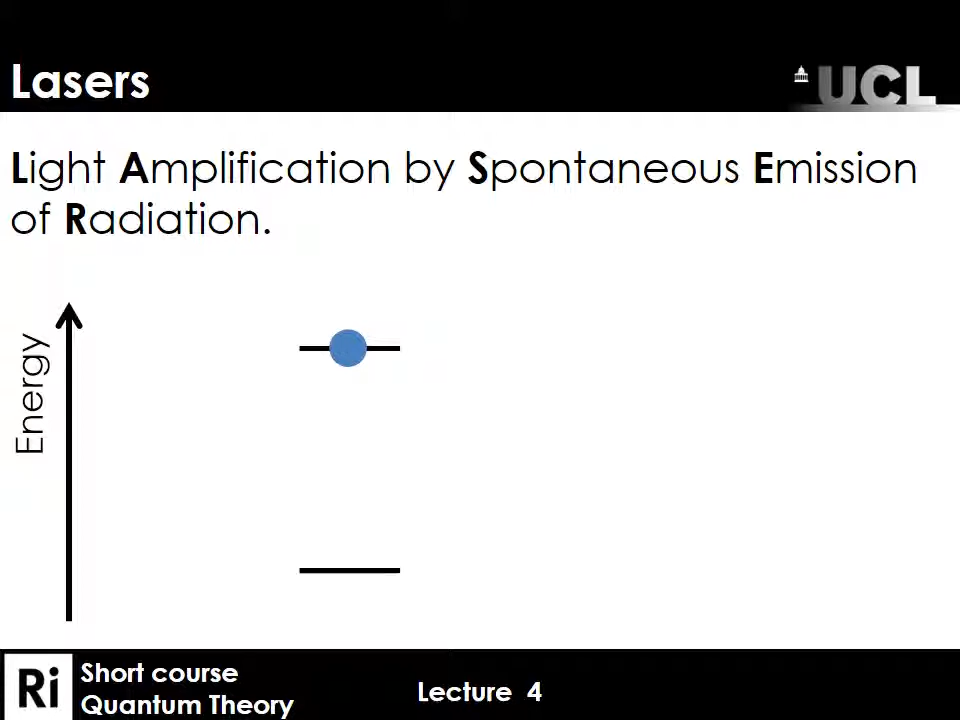 Lasers
UCL
Light Amplification by Spontaneous Emission
of Radiation.
Energy
Ri
Short course
Quantum Theory
Lecture 4